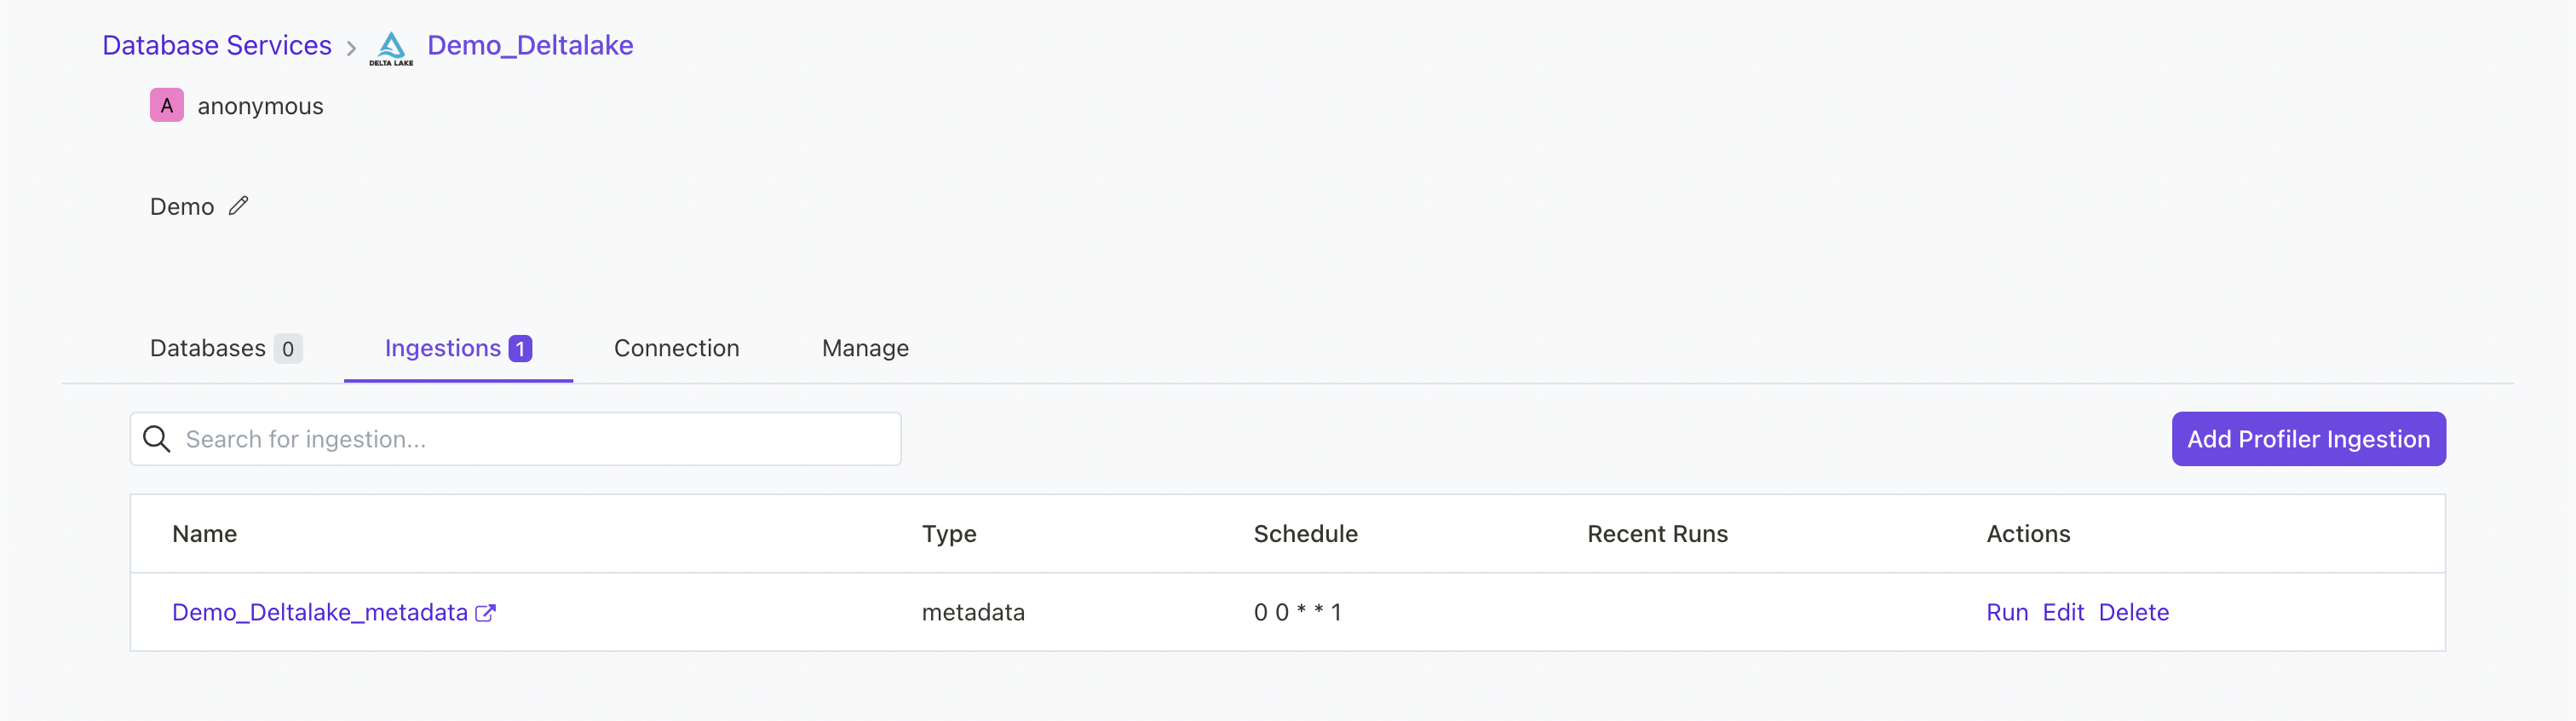 Database Services > DELTA LAKE Demo_Deltalake
A anonymous
Demo
Databases 0 Ingestions 1 Connection Manage
Search for ingestion... Add Profiler Ingestion
Name Type Schedule Recent Runs Actions
Demo_Deltalake_metadata metadata 0 0 * * 1 Run Edit Delete